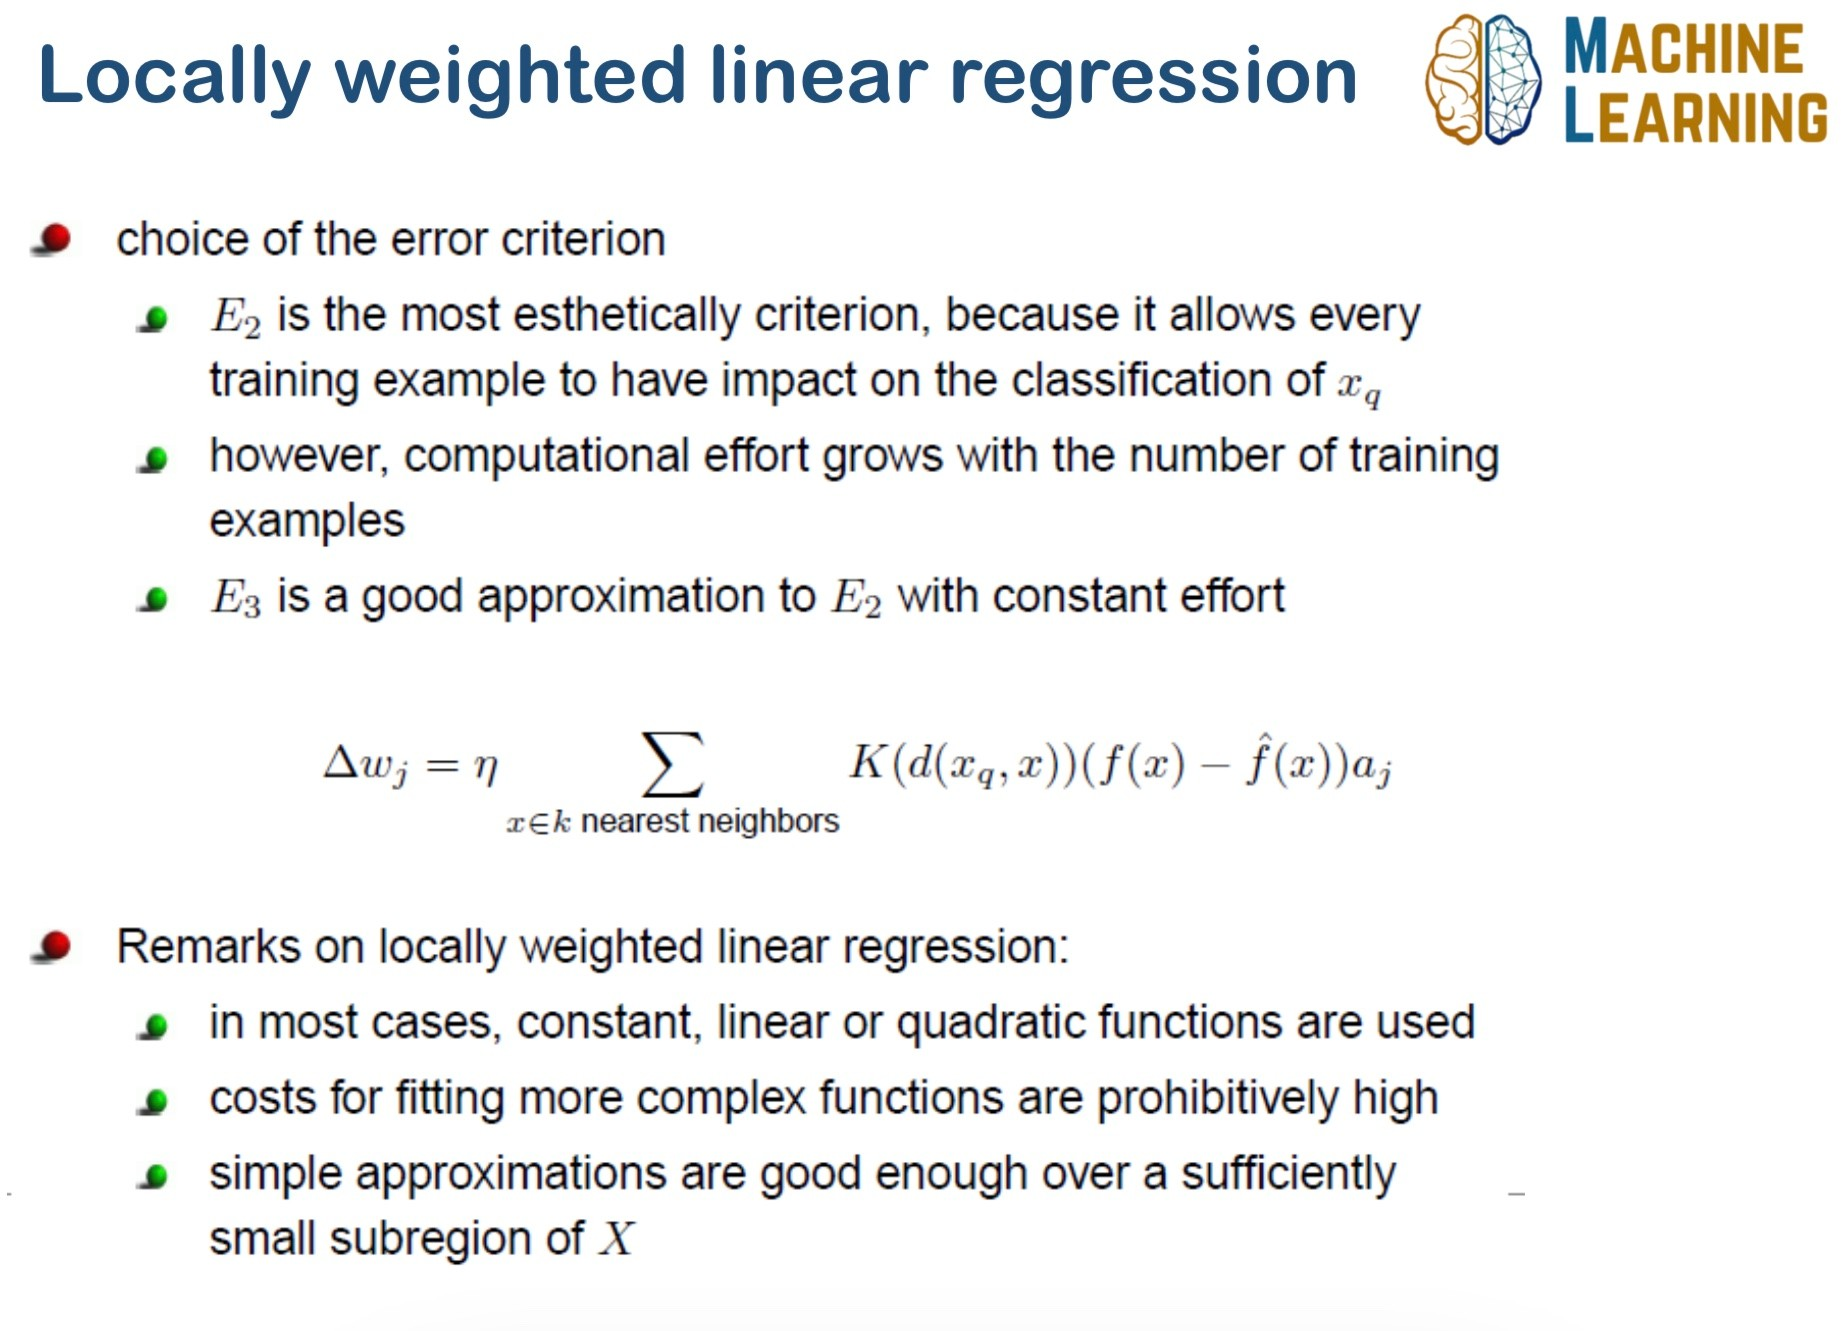 Locally weighted linear regression
MACHINE
LEARNING
choice of the error criterion
E₂ is the most esthetically criterion, because it allows every
training example to have impact on the classification of x_q
however, computational effort grows with the number of training
examples
E₃ is a good approximation to E₂ with constant effort
Δw_j = η ∑ K(d(x_q, x))(f(x) − f̂(x))a_j
x∈k nearest neighbors
Remarks on locally weighted linear regression:
in most cases, constant, linear or quadratic functions are used
costs for fitting more complex functions are prohibitively high
simple approximations are good enough over a sufficiently
small subregion of X